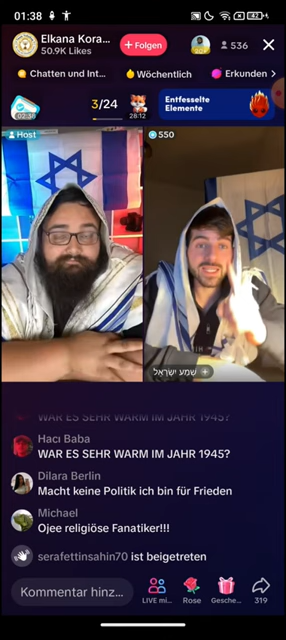 01:38
42
Elkana Kora...
50.9K Likes
+ Folgen
536
Chatten und Int...
Wöchentlich
Erkunden
02:38
3/24
28:12
Entfesselte
Elemente
Host
550
שמע ישראל
WAR ES SEHR WARM IM JAHR 1945?
Hacı Baba
WAR ES SEHR WARM IM JAHR 1945?
Dilara Berlin
Macht keine Politik ich bin für Frieden
Michael
Ojee religiöse Fanatiker!!!
serafettinsahin70 ist beigetreten
Kommentar hinz...
LIVE mi...
Rose
Gesche...
319